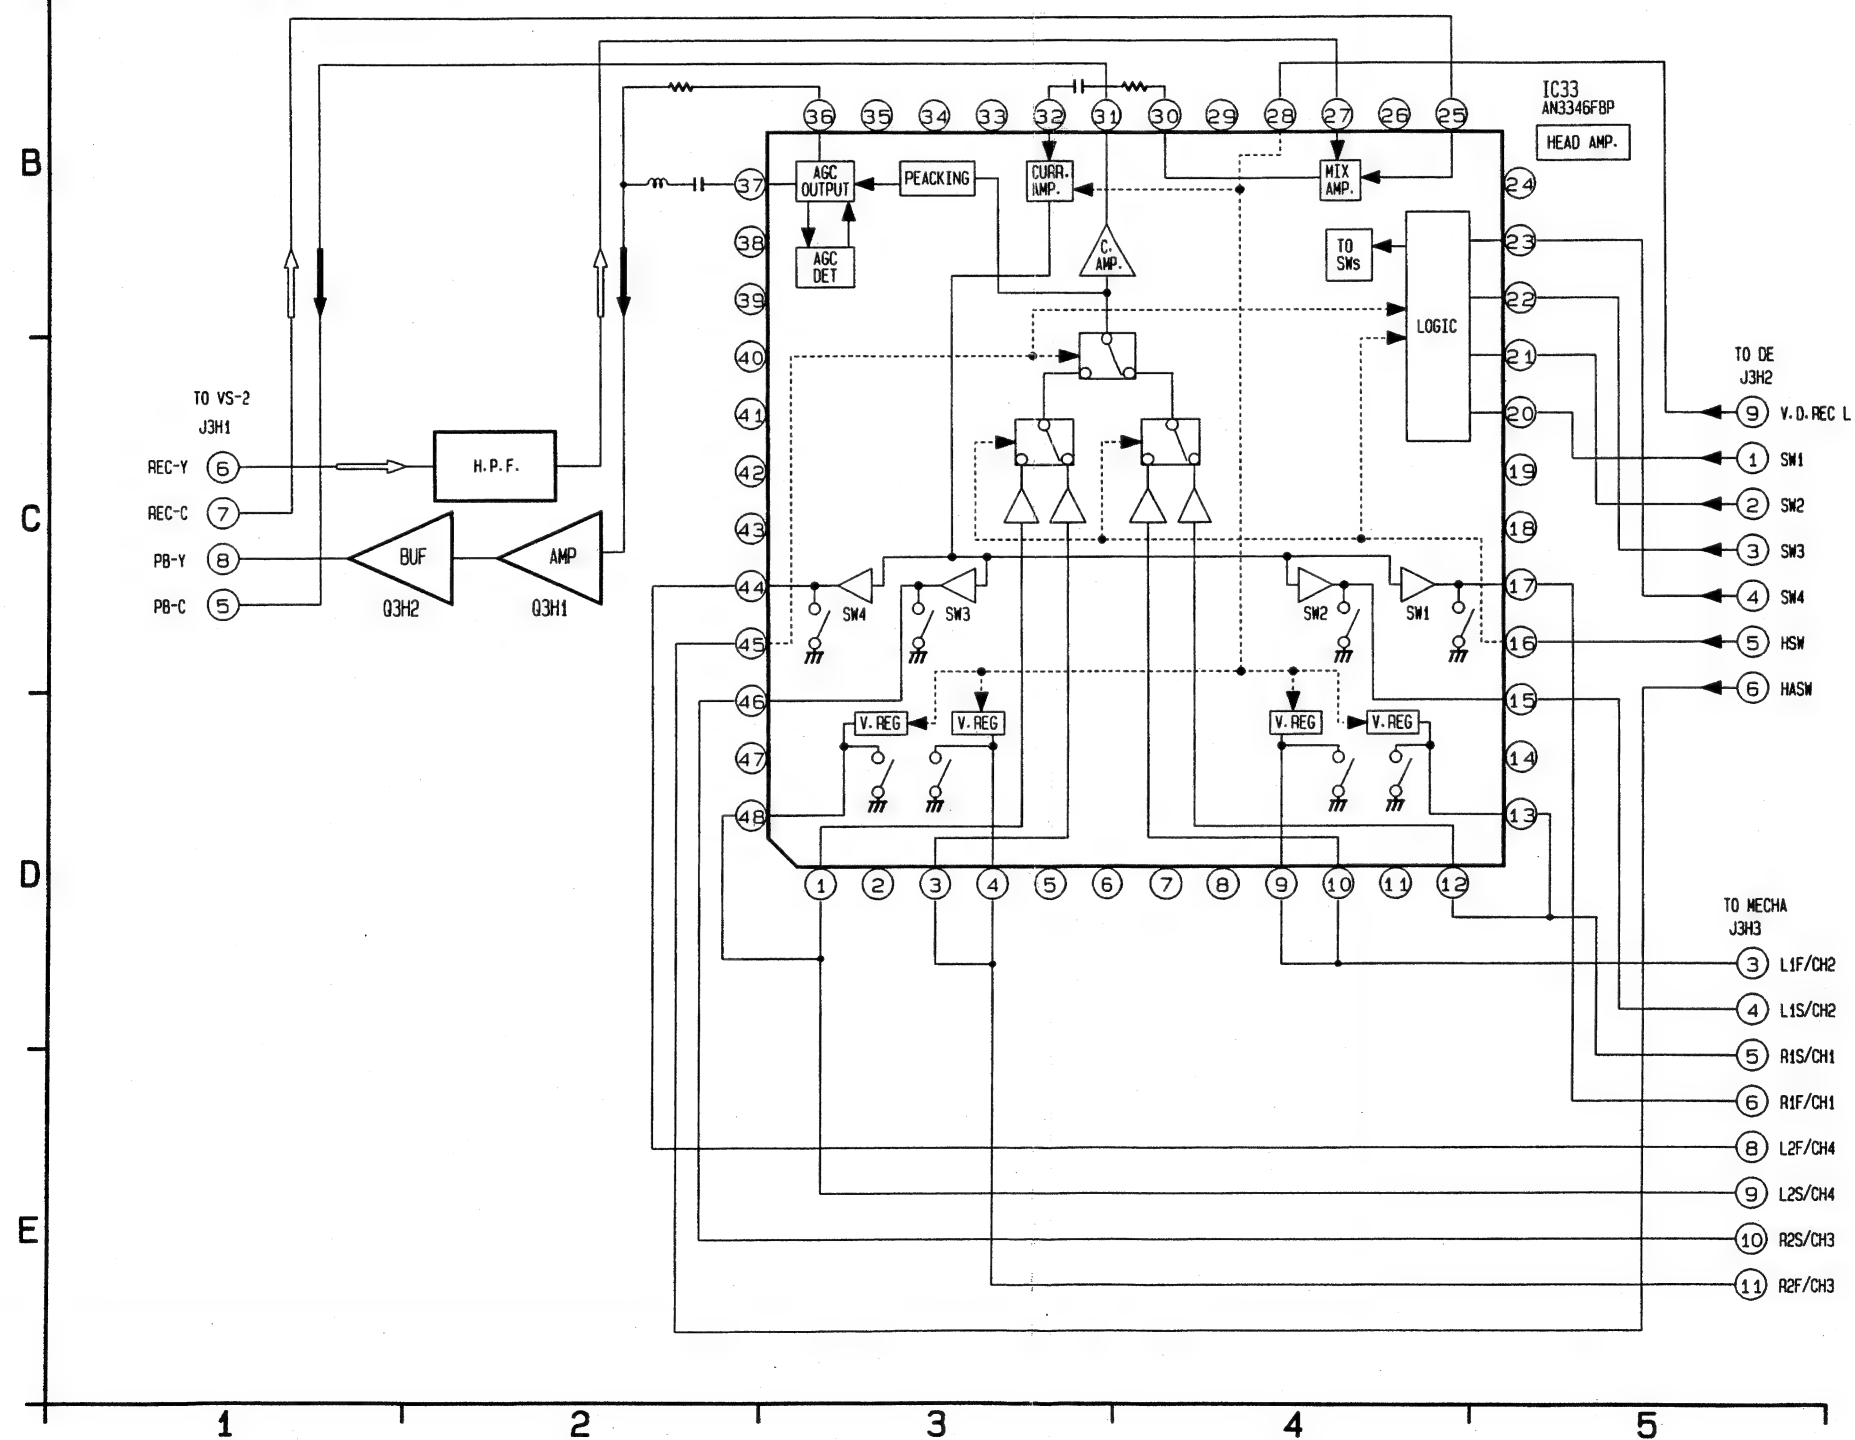 36
35
34
33
32
31
30
29
28
27
26
25
IC33
AN3346FBP
HEAD AMP.
B
37
AGC
OUTPUT
PEACKING
CURR.
AMP.
MIX
AMP.
24
38
AGC
DET
C.
AMP.
TO
SWs
23
39
22
LOGIC
40
21
TO DE
J3H2
TO VS-2
J3H1
41
20
9 V.D.REC L
REC-Y 6
H.P.F.
42
19
1 SW1
REC-C 7
2 SW2
C
43
18
PB-Y 8
BUF
AMP
3 SW3
PB-C 5
Q3H2
Q3H1
44
SW4
SW3
SW2
SW1
17
4 SW4
45
16
5 HSW
46
15
6 HASW
V.REG
V.REG
V.REG
V.REG
47
14
48
13
D
1
2
3
4
5
6
7
8
9
10
11
12
TO MECHA
J3H3
3 L1F/CH2
4 L1S/CH2
5 R1S/CH1
6 R1F/CH1
8 L2F/CH4
9 L2S/CH4
E
10 R2S/CH3
11 R2F/CH3
1
2
3
4
5